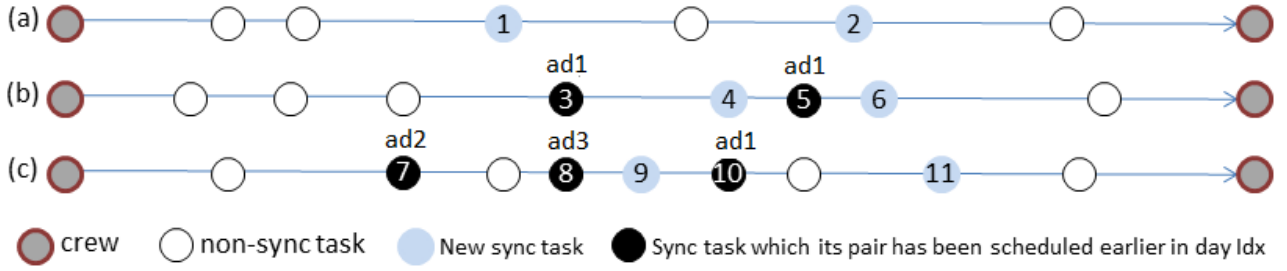 (a) 1 2
ad1 ad1
(b) 3 4 5 6
ad2 ad3 ad1
(c) 7 8 9 10 11
crew non-sync task New sync task Sync task which its pair has been scheduled earlier in day Idx